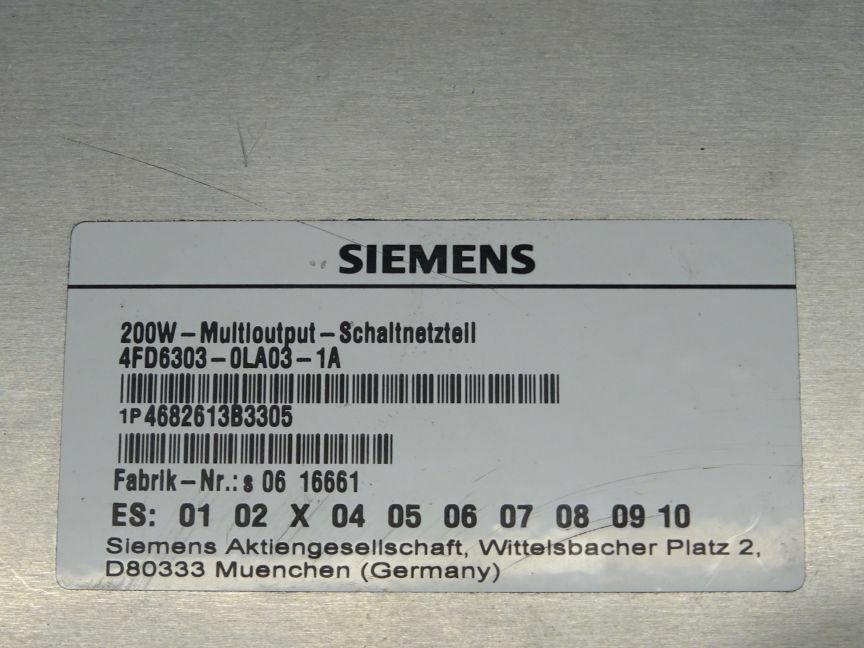 SIEMENS
200W-Multioutput-Schaltnetzteil
4FD6303-0LA03-1A
1P 4682613B3305
Fabrik-Nr.: s 06 16661
ES: 01 02 X 04 05 06 07 08 09 10
Siemens Aktiengesellschaft, Wittelsbacher Platz 2,
D80333 Muenchen (Germany)